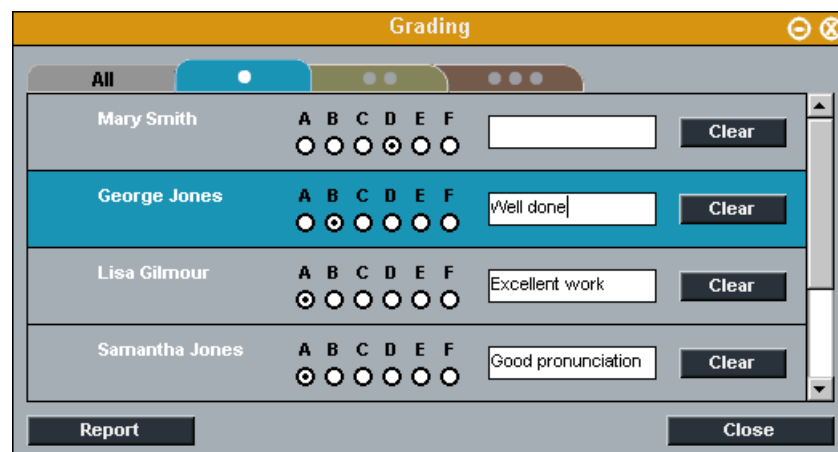 Grading
All
Mary Smith A B C D E F Clear
George Jones A B C D E F Well done Clear
Lisa Gilmour A B C D E F Excellent work Clear
Samantha Jones A B C D E F Good pronunciation Clear
Report Close